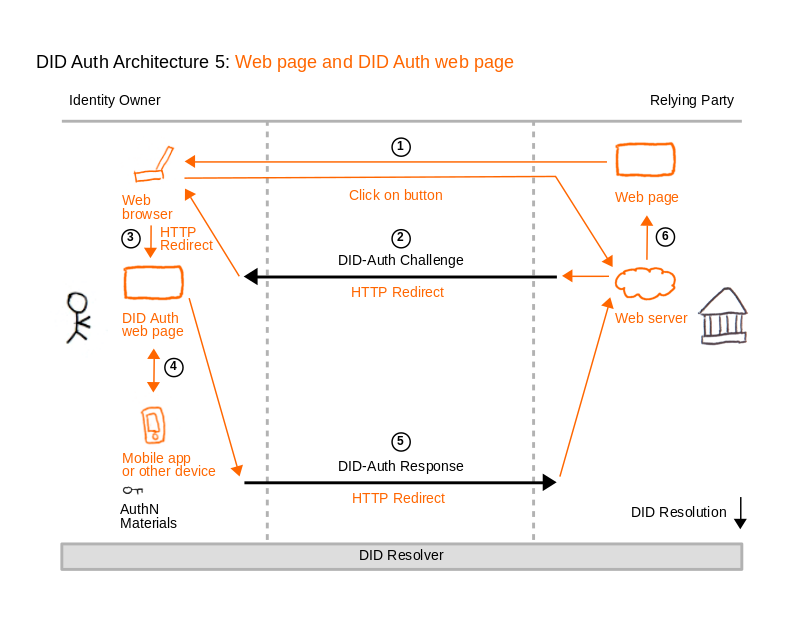 DID Auth Architecture 5: Web page and DID Auth web page
Identity Owner
Relying Party
1
Click on button
Web
browser
Web page
3
HTTP
Redirect
2
DID-Auth Challenge
HTTP Redirect
6
DID Auth
web page
Web server
4
Mobile app
or other device
AuthN
Materials
5
DID-Auth Response
HTTP Redirect
DID Resolution
DID Resolver